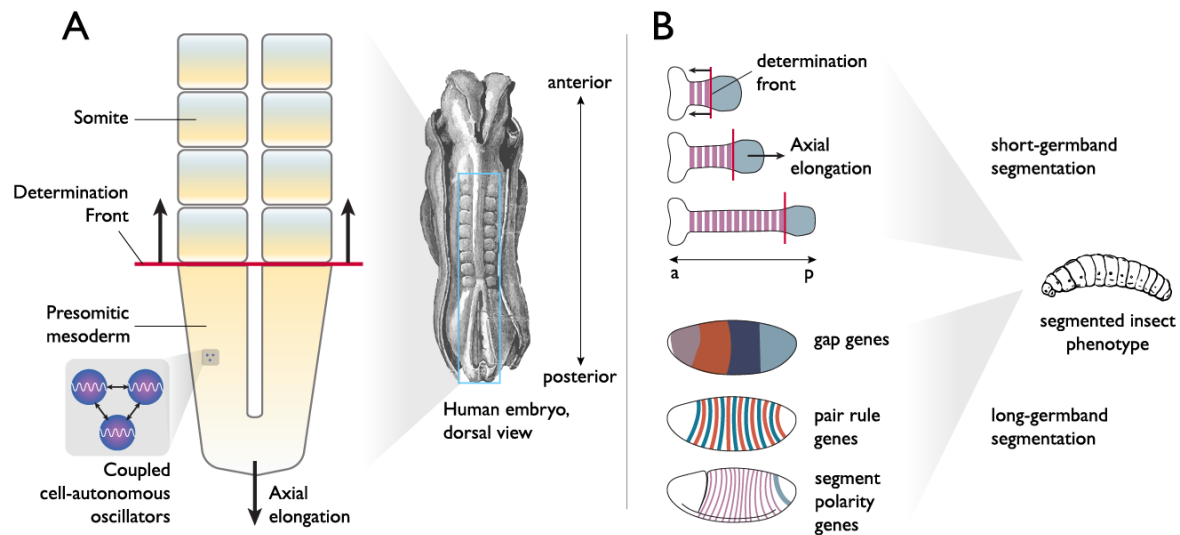 A
Somite
Determination
Front
Presomitic
mesoderm
Coupled
cell-autonomous
oscillators
Axial
elongation
anterior
posterior
Human embryo,
dorsal view
B
determination
front
Axial
elongation
a
p
short-germband
segmentation
gap genes
pair rule
genes
segment
polarity
genes
long-germband
segmentation
segmented insect
phenotype